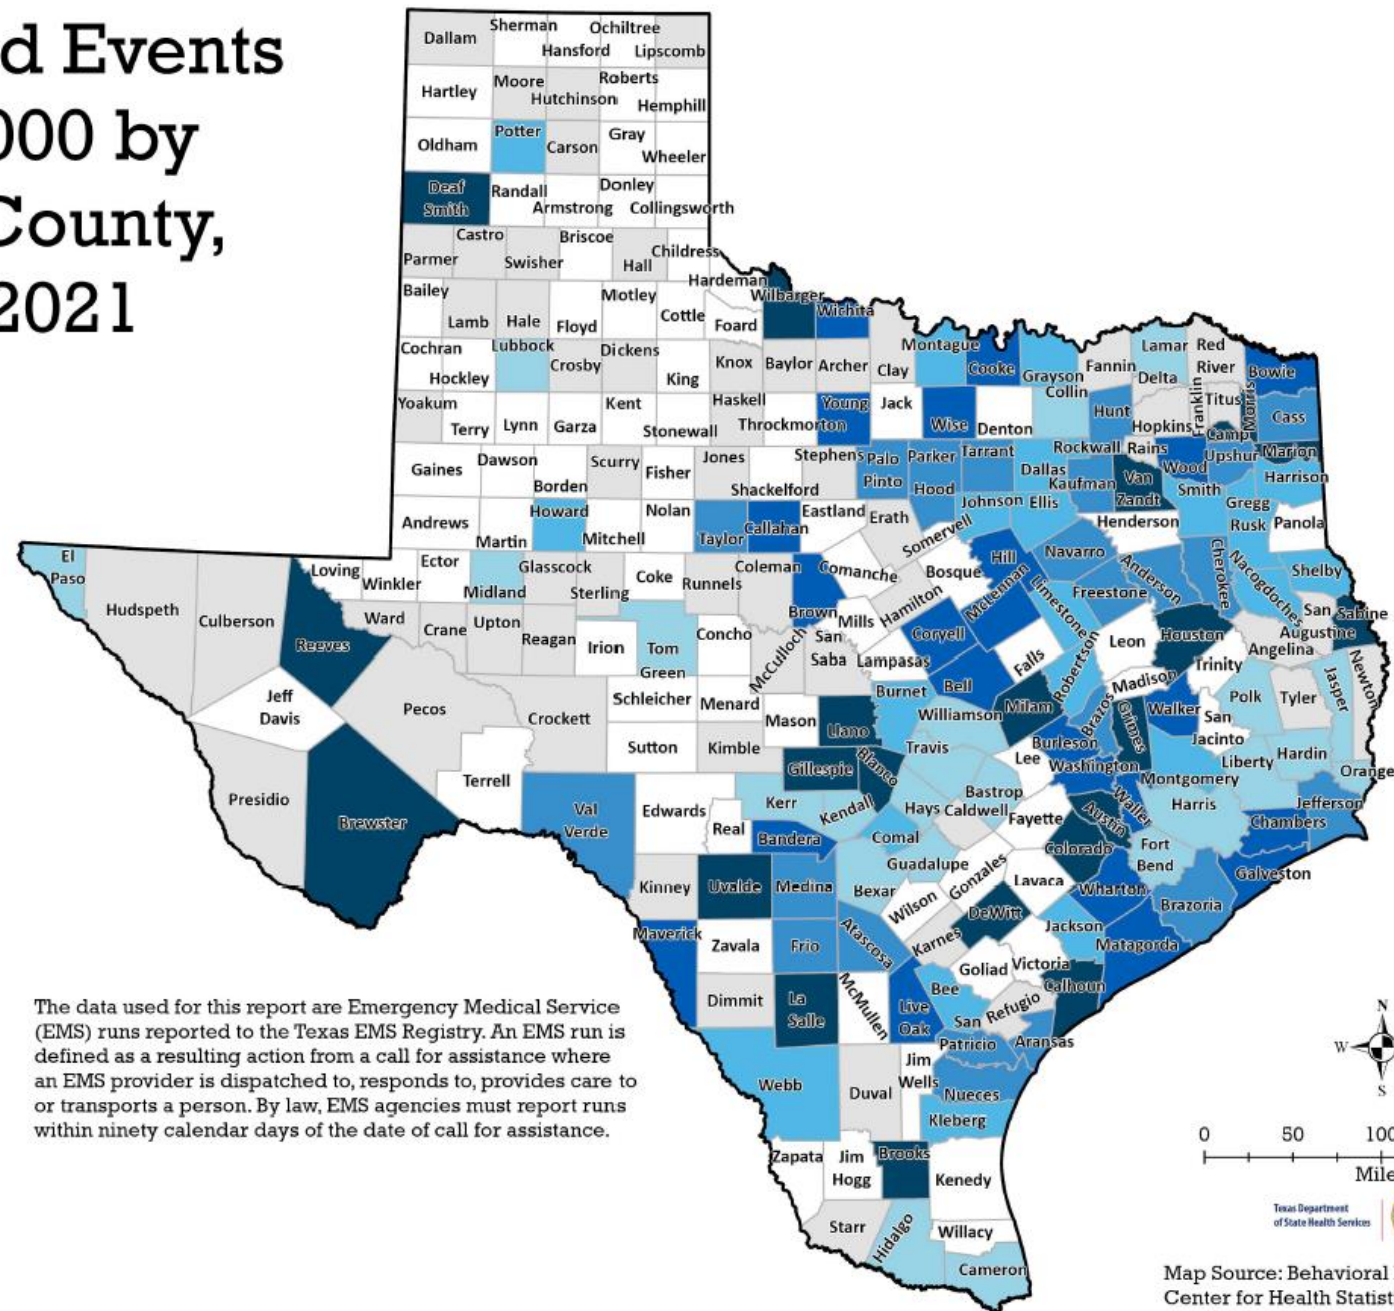 d Events
000 by
County,
2021
Dallam
Sherman
Hansford
Ochiltree
Lipscomb
Hartley
Moore
Hutchinson
Roberts
Hemphill
Oldham
Potter
Carson
Gray
Wheeler
Deaf
Smith
Randall
Armstrong
Donley
Collingsworth
Parmer
Castro
Swisher
Briscoe
Hall
Childress
Hardeman
Wilbarger
Wichita
Bailey
Lamb
Hale
Floyd
Motley
Cottle
Foard
Cochran
Hockley
Lubbock
Crosby
Dickens
King
Knox
Baylor
Archer
Clay
Montague
Cooke
Grayson
Collin
Fannin
Lamar
Delta
Red
River
Bowie
Yoakum
Terry
Lynn
Garza
Kent
Stonewall
Haskell
Throckmorton
Young
Jack
Wise
Denton
Hunt
Hopkins
Franklin
Titus
Morris
Camp
Cass
Gaines
Dawson
Borden
Scurry
Fisher
Jones
Shackelford
Stephens
Palo
Pinto
Parker
Hood
Tarrant
Johnson
Dallas
Ellis
Rockwall
Kaufman
Rains
Van
Zandt
Wood
Upshur
Marion
Smith
Harrison
Gregg
Rusk
Panola
Andrews
Martin
Howard
Mitchell
Nolan
Taylor
Callahan
Eastland
Erath
Somervell
Henderson
Hill
Navarro
Anderson
Cherokee
Nacogdoches
Shelby
El
Paso
Hudspeth
Culberson
Reeves
Loving
Winkler
Ector
Midland
Glasscock
Sterling
Coke
Runnels
Coleman
Brown
Comanche
Mills
Hamilton
Bosque
McLennan
Limestone
Freestone
Leon
Houston
San
Augustine
Sabine
Angelina
Trinity
Ward
Crane
Upton
Reagan
Irion
Tom
Green
Concho
McCulloch
San
Saba
Lampasas
Coryell
Bell
Falls
Robertson
Madison
Walker
San
Jacinto
Polk
Tyler
Jasper
Newton
Jeff
Davis
Pecos
Crockett
Schleicher
Menard
Mason
Llano
Burnet
Williamson
Milam
Brazos
Grimes
Burleson
Lee
Washington
Montgomery
Liberty
Hardin
Orange
Presidio
Brewster
Terrell
Sutton
Kimble
Gillespie
Blanco
Travis
Bastrop
Val
Verde
Edwards
Real
Kerr
Kendall
Bandera
Hays
Caldwell
Comal
Guadalupe
Fayette
Austin
Waller
Harris
Jefferson
Chambers
Colorado
Fort
Bend
Galveston
Kinney
Uvalde
Medina
Bexar
Wilson
Gonzales
Lavaca
Wharton
Brazoria
Maverick
Zavala
Frio
Atascosa
Karnes
DeWitt
Jackson
Matagorda
Dimmit
La
Salle
McMullen
Live
Oak
Bee
Goliad
Victoria
Refugio
Calhoun
Webb
Duval
Jim
Wells
San
Patricio
Aransas
Nueces
Kleberg
Zapata
Jim
Hogg
Brooks
Kenedy
Starr
Hidalgo
Willacy
Cameron
The data used for this report are Emergency Medical Service
(EMS) runs reported to the Texas EMS Registry. An EMS run is
defined as a resulting action from a call for assistance where
an EMS provider is dispatched to, responds to, provides care to
or transports a person. By law, EMS agencies must report runs
within ninety calendar days of the date of call for assistance.
N
W
S
0 50 100
Mile
Texas Department
of State Health Services
Map Source: Behavioral
Center for Health Statist